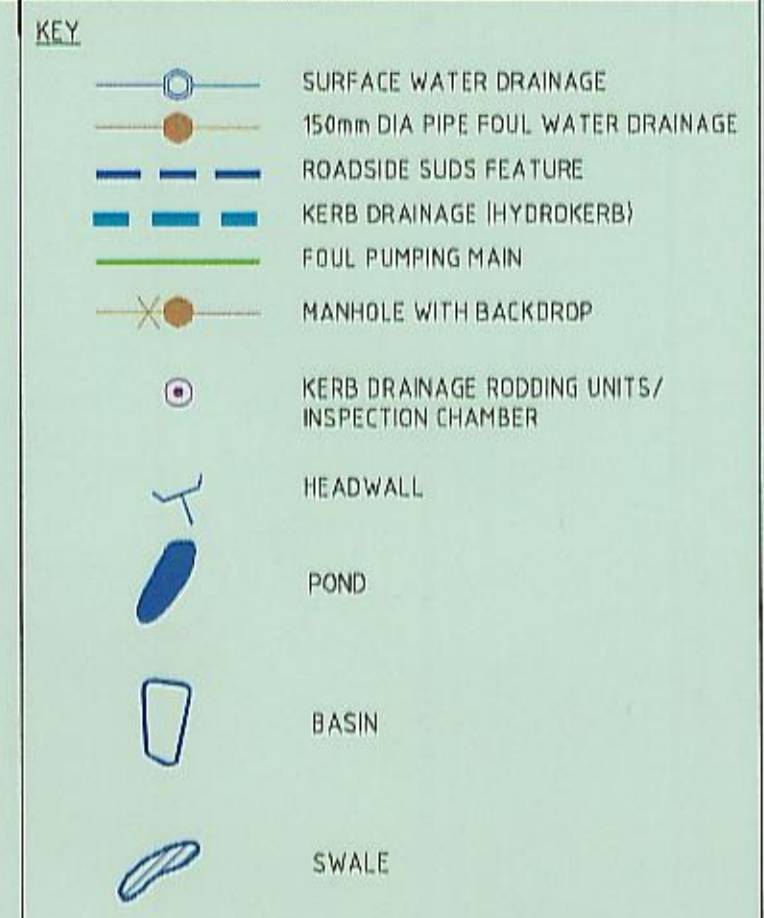 KEY
SURFACE WATER DRAINAGE
150mm DIA PIPE FOUL WATER DRAINAGE
ROADSIDE SUDS FEATURE
KERB DRAINAGE (HYDROKERB)
FOUL PUMPING MAIN
MANHOLE WITH BACKDROP
KERB DRAINAGE RODDING UNITS/
INSPECTION CHAMBER
HEADWALL
POND
BASIN
SWALE